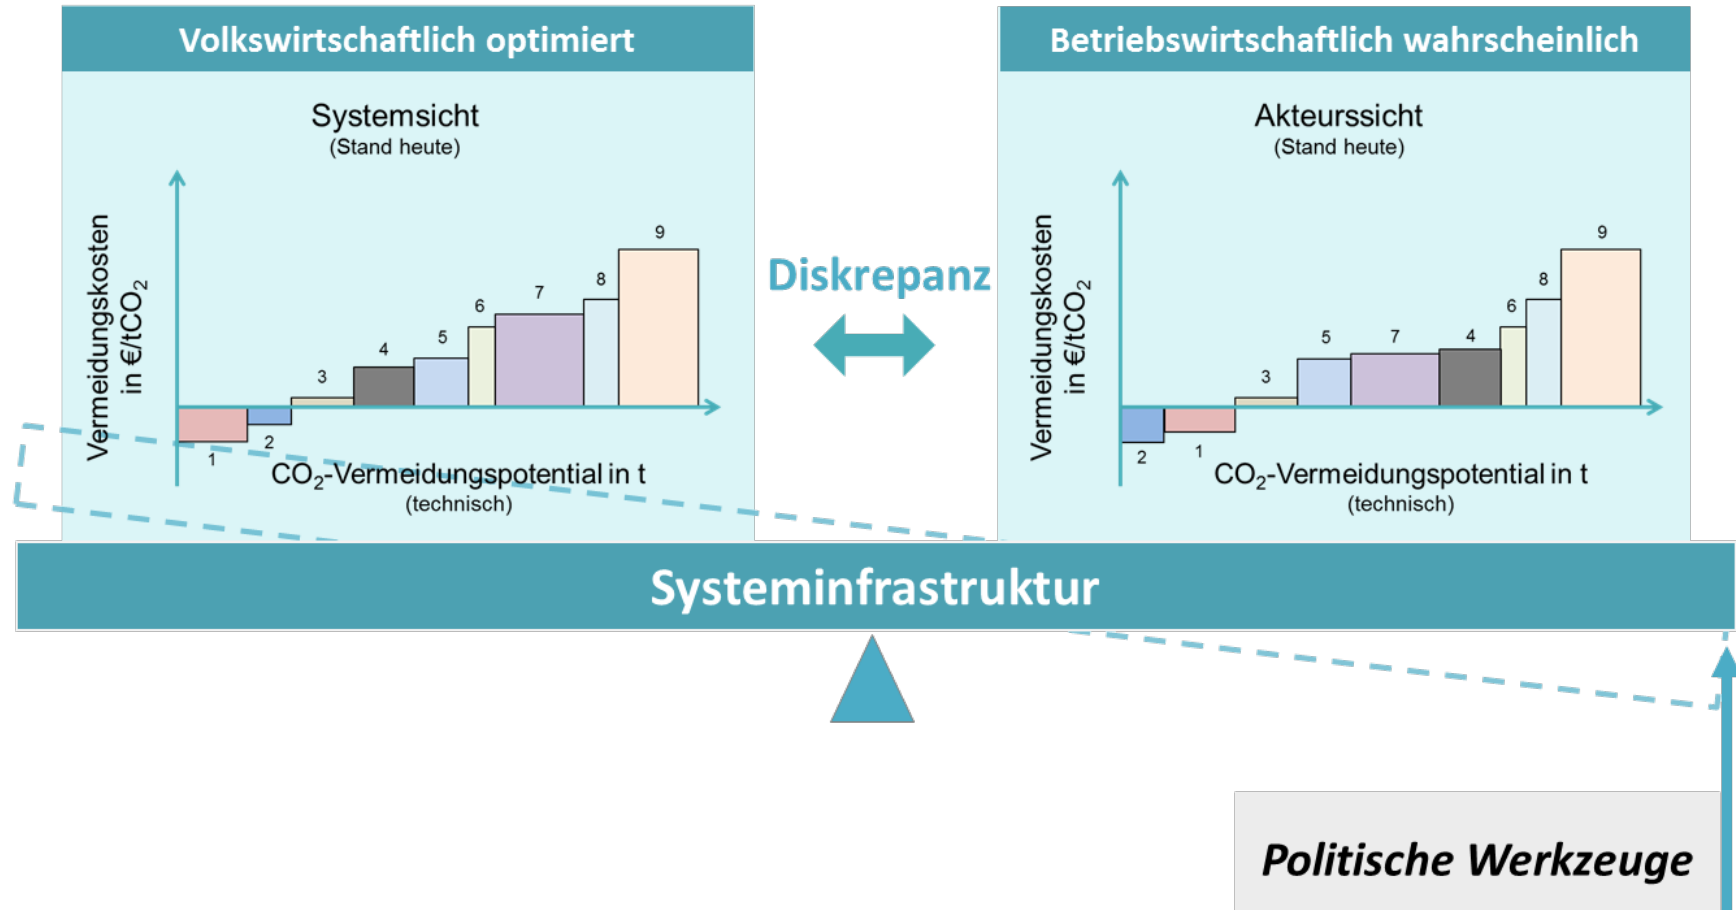 Volkswirtschaftlich optimiert
Systemsicht
(Stand heute)
Vermeidungskosten
in €/tCO₂
1
2
3
4
5
6
7
8
9
CO₂-Vermeidungspotential in t
(technisch)
Diskrepanz
Betriebswirtschaftlich wahrscheinlich
Akteurssicht
(Stand heute)
Vermeidungskosten
in €/tCO₂
2
1
3
5
7
4
6
8
9
CO₂-Vermeidungspotential in t
(technisch)
Systeminfrastruktur
Politische Werkzeuge